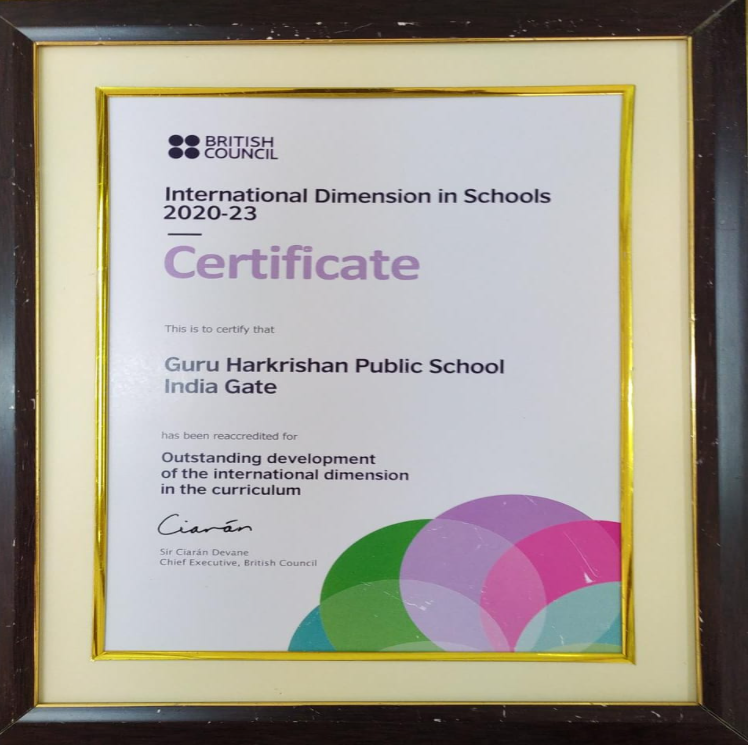 BRITISH
COUNCIL
International Dimension in Schools
2020-23
Certificate
This is to certify that
Guru Harkrishan Public School
India Gate
has been reaccredited for
Outstanding development
of the international dimension
in the curriculum
Ciarán
Sir Ciarán Devane
Chief Executive, British Council